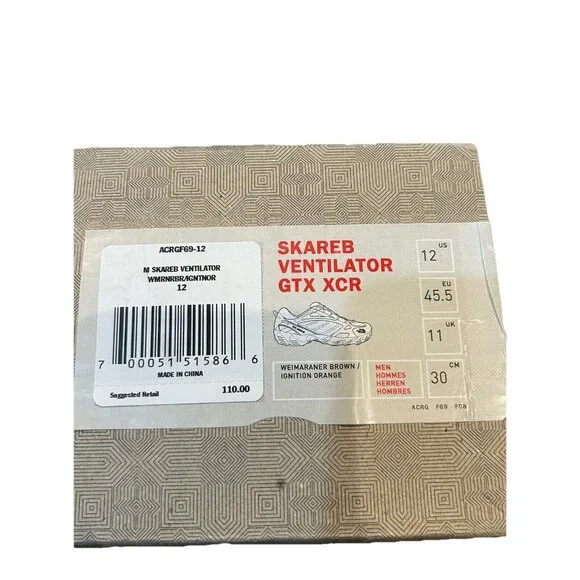 ACRGF69-12
M SKAREB VENTILATOR
WMRNRBR/IGNTNOR
12
7 00051 51586 6
MADE IN CHINA
Suggested Retail 110.00
SKAREB
VENTILATOR
GTX XCR
WEIMARANER BROWN /
IGNITION ORANGE
MEN
HOMMES
HERREN
HOMBRES
12 US
45.5 EU
11 UK
30 CM
ACRG F69 F08